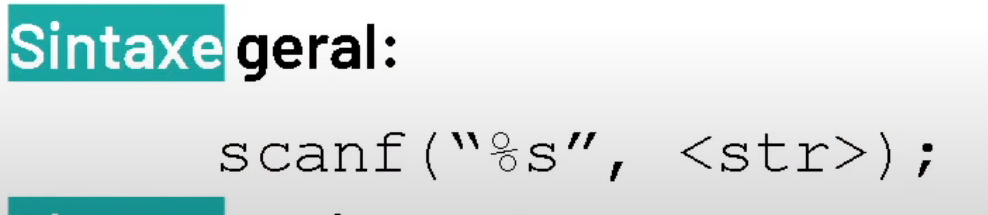 Sintaxe geral:
scanf(“%s”, <str>);